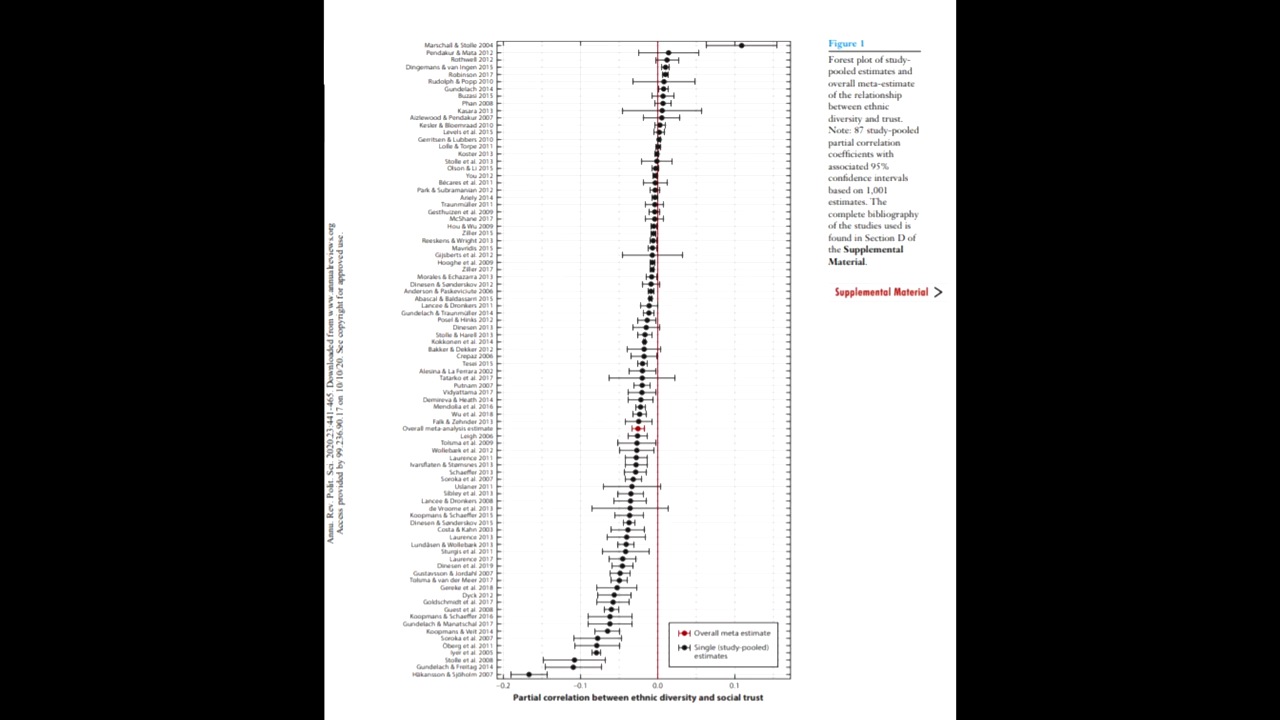 Marschall & Stolle 2004
Pendakur & Mata 2012
Rothwell 2012
Dingemans & van Ingen 2015
Robinson 2017
Rudolph & Popp 2010
Gundelach 2014
Buzasi 2015
Phan 2008
Kasara 2013
Aizlewood & Pendakur 2007
Kesler & Bloemraad 2010
Levels et al. 2015
Gerritsen & Lubbers 2010
Lolle & Torpe 2011
Koster 2013
Stolle et al. 2013
Olson & Li 2015
You 2012
Bécares et al. 2011
Park & Subramanian 2012
Ariely 2014
Traunmüller 2011
Gesthuizen et al. 2009
McShane 2017
Hou & Wu 2009
Ziller 2015
Reeskens & Wright 2013
Mavridis 2015
Gijsberts et al. 2012
Hooghe et al. 2009
Ziller 2017
Morales & Echazarra 2013
Dinesen & Sønderskov 2012
Anderson & Paskeviciute 2006
Abascal & Baldassarri 2015
Lancee & Dronkers 2011
Gundelach & Traunmüller 2014
Posel & Hinks 2012
Dinesen 2013
Stolle & Harell 2013
Kokkonen et al. 2014
Bakker & Dekker 2012
Crepaz 2006
Tesei 2015
Alesina & La Ferrara 2002
Tatarko et al. 2017
Putnam 2007
Vidyattama 2017
Demireva & Heath 2014
Mendolia et al. 2016
Wu et al. 2018
Falk & Zehnder 2013
Overall meta-analysis estimate
Leigh 2006
Tolsma et al. 2009
Wollebæk et al. 2012
Laurence 2011
Ivarsflaten & Strømsnes 2013
Schaeffer 2013
Soroka et al. 2007
Uslaner 2011
Sibley et al. 2013
Lancee & Dronkers 2008
de Vroome et al. 2013
Koopmans & Schaeffer 2015
Dinesen & Sønderskov 2015
Costa & Kahn 2003
Laurence 2013
Lundåsen & Wollebæk 2013
Sturgis et al. 2011
Laurence 2017
Dinesen et al. 2019
Gustavsson & Jordahl 2007
Tolsma & van der Meer 2017
Gereke et al. 2018
Dyck 2012
Goldschmidt et al. 2017
Guest et al. 2008
Koopmans & Schaeffer 2016
Gundelach & Manatschal 2017
Koopmans & Veit 2014
Soroka et al. 2007
Öberg et al. 2011
Iyer et al. 2005
Stolle et al. 2008
Gundelach & Freitag 2014
Håkansson & Sjöholm 2007
−0.2
−0.1
0.0
0.1
Partial correlation between ethnic diversity and social trust
Overall meta estimate
Single (study-pooled)
estimates
Figure 1
Forest plot of study-
pooled estimates and
overall meta-estimate
of the relationship
between ethnic
diversity and trust.
Note: 87 study-pooled
partial correlation
coefficients with
associated 95%
confidence intervals
based on 1,001
estimates. The
complete bibliography
of the studies used is
found in Section D of
the Supplemental
Material.
Supplemental Material >
Annu. Rev. Polit. Sci. 2020.23:441-465. Downloaded from www.annualreviews.org
Access provided by 99.236.90.17 on 10/10/20. See copyright for approved use.